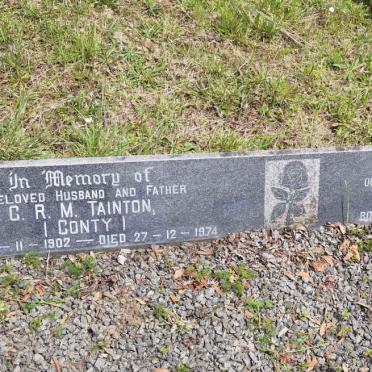 In Memory of
ELOVED HUSBAND AND FATHER
C. R. M. TAINTON,
( CONTY )
-11-1902 — DIED 27-12-1974